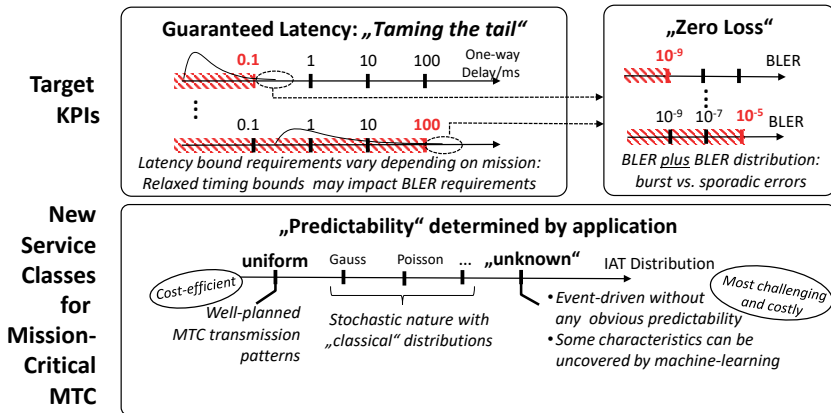 Target
KPIs
Guaranteed Latency: „Taming the tail“
0.1 1 10 100 One-way
Delay/ms
0.1 1 10 100
Latency bound requirements vary depending on mission:
Relaxed timing bounds may impact BLER requirements
„Zero Loss“
10-9 BLER
10-9 10-7 10-5 BLER
BLER plus BLER distribution:
burst vs. sporadic errors
New
Service
Classes
for
Mission-
Critical
MTC
„Predictability“ determined by application
uniform Gauss Poisson ... „unknown“ IAT Distribution
Cost-efficient
Well-planned
MTC transmission
patterns
Stochastic nature with
„classical“ distributions
• Event-driven without
any obvious predictability
• Some characteristics can be
uncovered by machine-learning
Most challenging
and costly